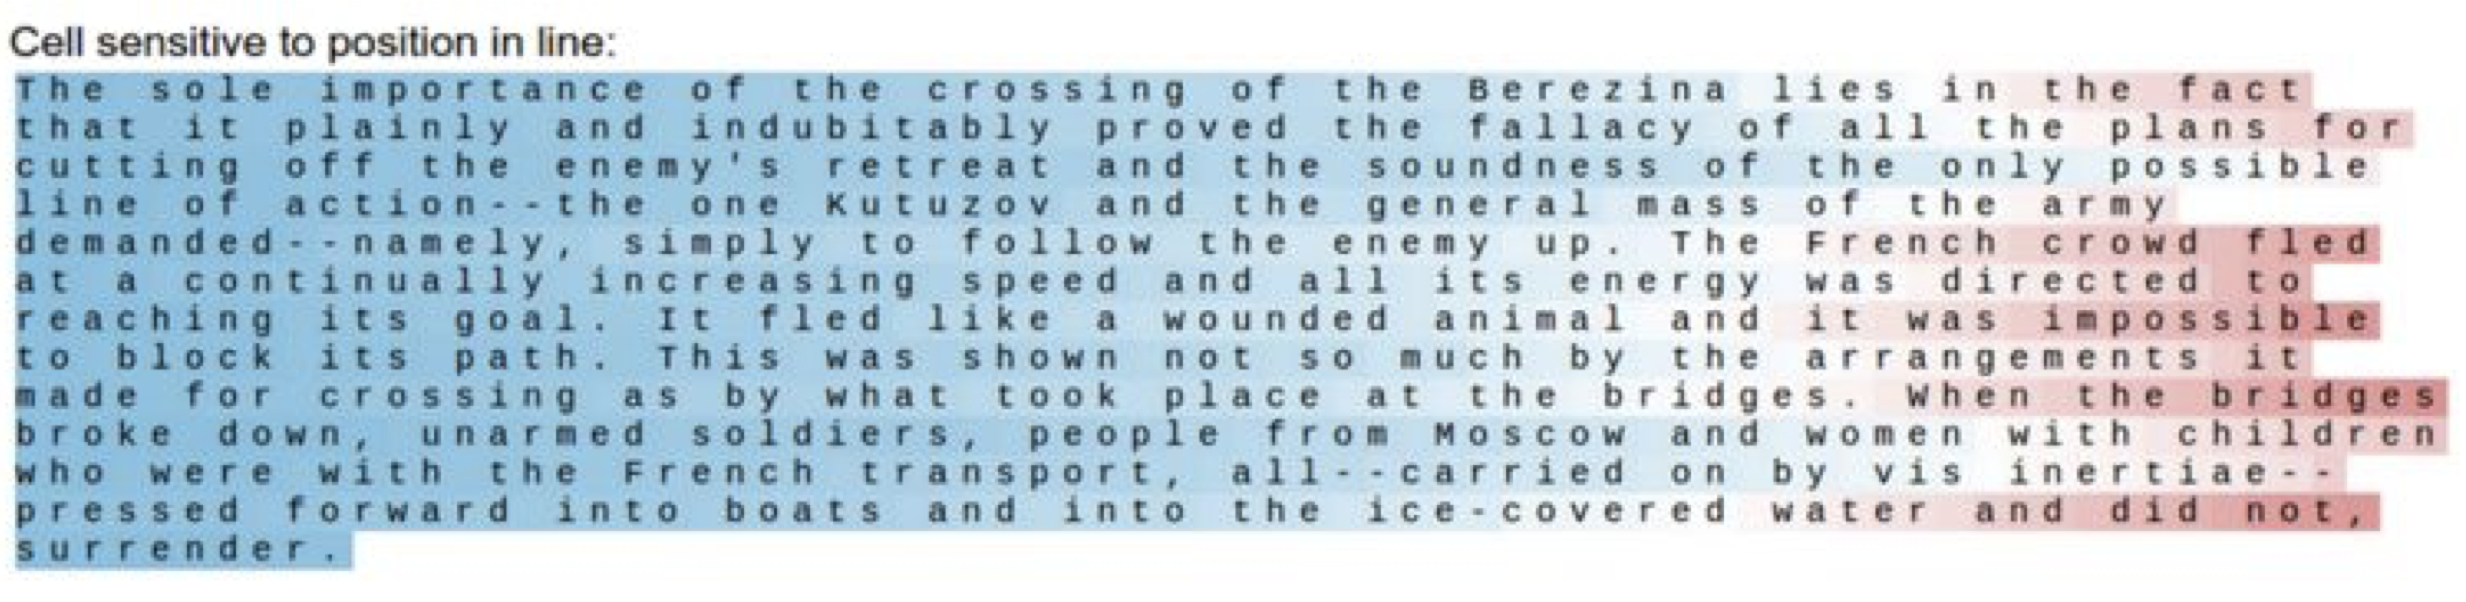 Cell sensitive to position in line:
The sole importance of the crossing of the Berezina lies in the fact
that it plainly and indubitably proved the fallacy of all the plans for
cutting off the enemy's retreat and the soundness of the only possible
line of action--the one Kutuzov and the general mass of the army
demanded--namely, simply to follow the enemy up. The French crowd fled
at a continually increasing speed and all its energy was directed to
reaching its goal. It fled like a wounded animal and it was impossible
to block its path. This was shown not so much by the arrangements it
made for crossing as by what took place at the bridges. When the bridges
broke down, unarmed soldiers, people from Moscow and women with children
who were with the French transport, all--carried on by vis inertiae--
pressed forward into boats and into the ice-covered water and did not,
surrender.